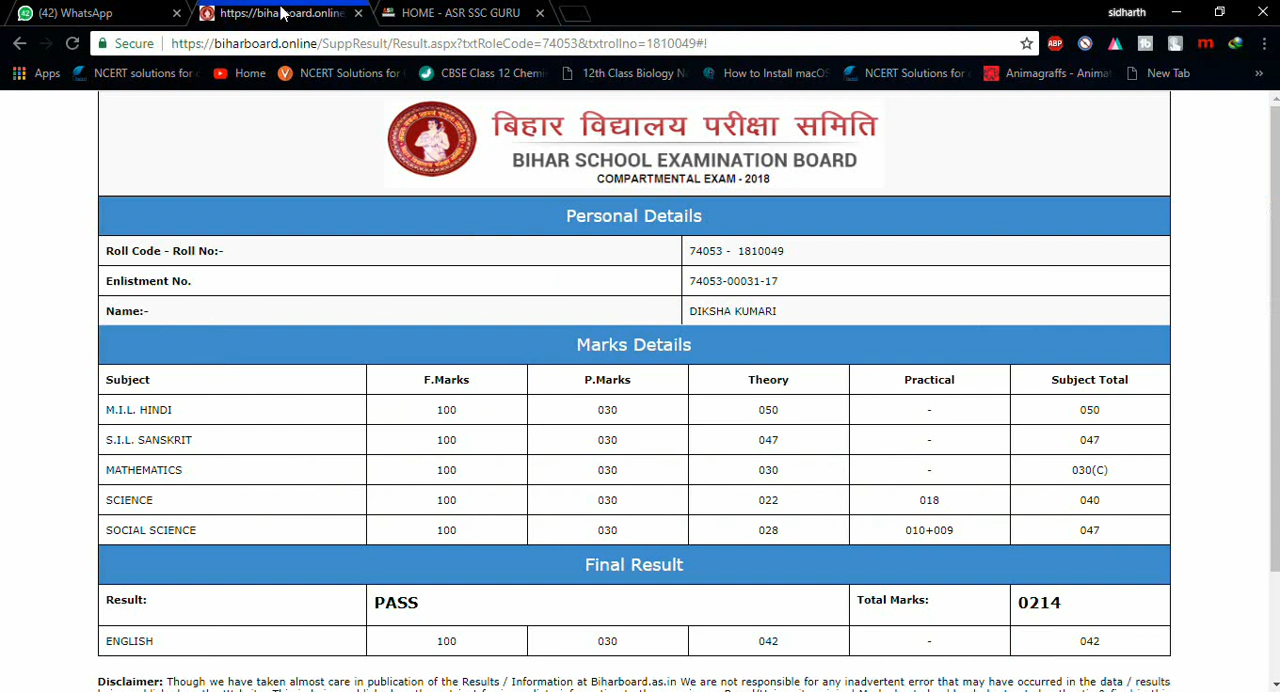 (42) WhatsApp
https://biharboard.online
HOME - ASR SSC GURU
sidharth
Secure
https://biharboard.online/SuppResult/Result.aspx?txtRoleCode=74053&txtrollno=1810049#!
ABP
Apps
NCERT solutions for
Home
NCERT Solutions for
CBSE Class 12 Chemi
12th Class Biology N
How to Install macOS
NCERT Solutions for
Animagraffs - Animat
New Tab
»
बिहार विद्यालय परीक्षा समिति
BIHAR SCHOOL EXAMINATION BOARD
COMPARTMENTAL EXAM - 2018
Personal Details
Roll Code - Roll No:- 74053 - 1810049
Enlistment No. 74053-00031-17
Name:- DIKSHA KUMARI
Marks Details
Subject F.Marks P.Marks Theory Practical Subject Total
M.I.L. HINDI 100 030 050 - 050
S.I.L. SANSKRIT 100 030 047 - 047
MATHEMATICS 100 030 030 - 030(C)
SCIENCE 100 030 022 018 040
SOCIAL SCIENCE 100 030 028 010+009 047
Final Result
Result: PASS Total Marks: 0214
ENGLISH 100 030 042 - 042
Disclaimer: Though we have taken almost care in publication of the Results / Information at Biharboard.as.in We are not responsible for any inadvertent error that may have occurred in the data / results